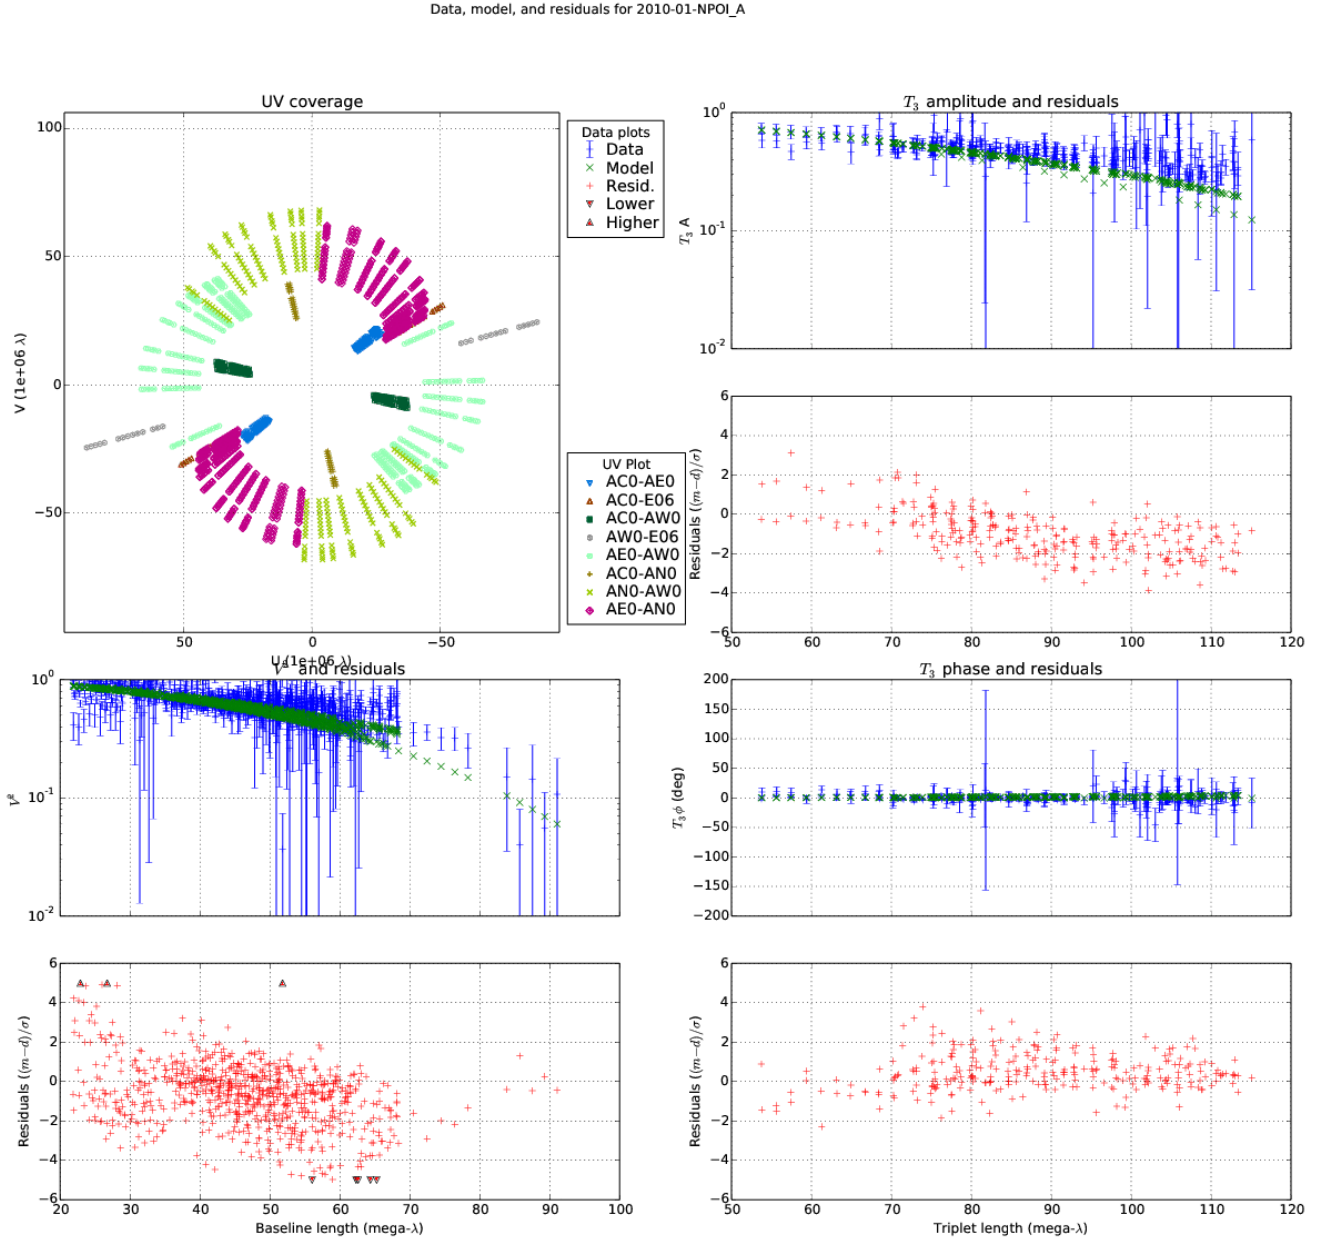 Data, model, and residuals for 2010-01-NPOI_A
UV coverage
100
50
0
−50
V (1e+06 λ)
50
0
−50
U (1e+06 λ)
Data plots
Data
Model
Resid.
Lower
Higher
UV Plot
AC0-AE0
AC0-E06
AC0-AW0
AW0-E06
AE0-AW0
AC0-AN0
AN0-AW0
AE0-AN0
T₃ amplitude and residuals
10⁰
10⁻¹
10⁻²
T₃ A
6
4
2
0
−2
−4
−6
Residuals ((m−d)/σ)
50
60
70
80
90
100
110
120
V² and residuals
10⁰
10⁻¹
10⁻²
V²
6
4
2
0
−2
−4
−6
Residuals ((m−d)/σ)
20
30
40
50
60
70
80
90
100
Baseline length (mega-λ)
T₃ phase and residuals
200
150
100
50
0
−50
−100
−150
−200
T₃ φ (deg)
6
4
2
0
−2
−4
−6
Residuals ((m−d)/σ)
50
60
70
80
90
100
110
120
Triplet length (mega-λ)